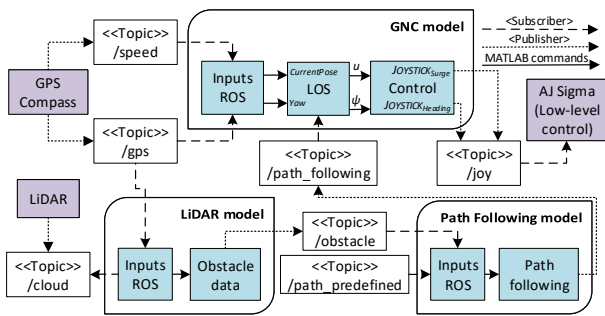 <<Topic>>
/speed
GNC model
<Subscriber>
<Publisher>
MATLAB commands
GPS
Compass
Inputs
ROS
CurrentPose
LOS
Yaw
u
ψ
JOYSTICKSurge
Control
JOYSTICKHeading
AJ Sigma
(Low-level
control)
<<Topic>>
/gps
<<Topic>>
/path_following
<<Topic>>
/joy
LiDAR
LiDAR model
<<Topic>>
/obstacle
Path Following model
<<Topic>>
/cloud
Inputs
ROS
Obstacle
data
<<Topic>>
/path_predefined
Inputs
ROS
Path
following